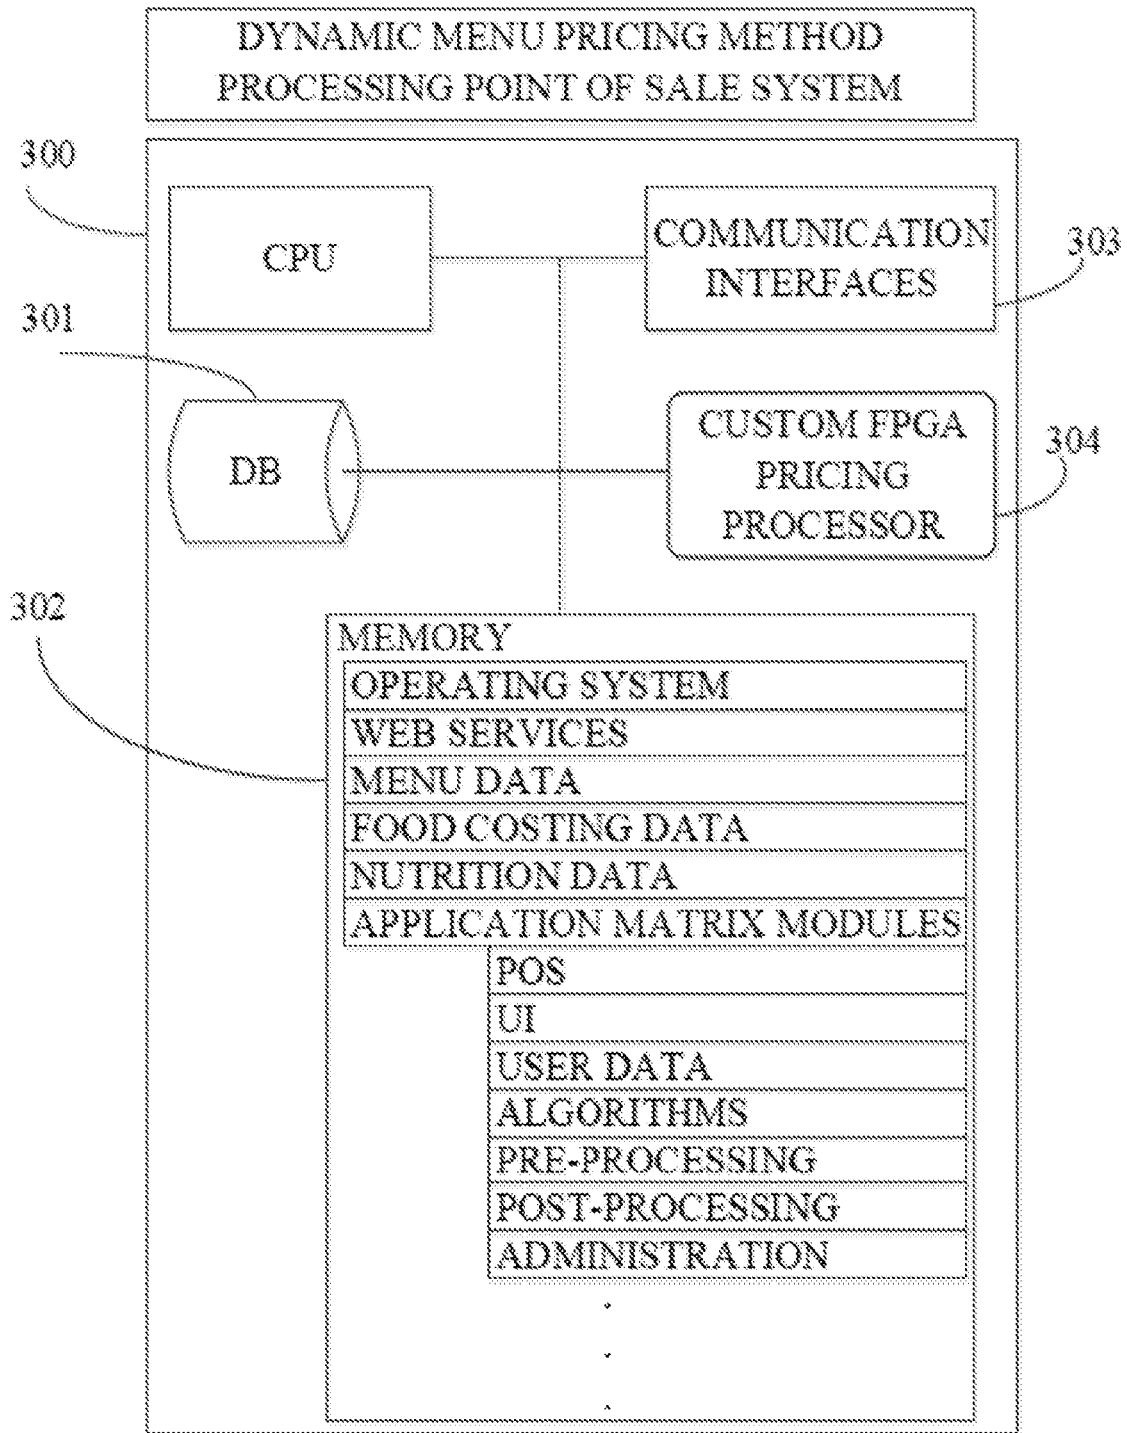 DYNAMIC MENU PRICING METHOD
PROCESSING POINT OF SALE SYSTEM
300
CPU
COMMUNICATION
INTERFACES
303
301
DB
CUSTOM FPGA
PRICING
PROCESSOR
304
302
MEMORY
OPERATING SYSTEM
WEB SERVICES
MENU DATA
FOOD COSTING DATA
NUTRITION DATA
APPLICATION MATRIX MODULES
POS
UI
USER DATA
ALGORITHMS
PRE-PROCESSING
POST-PROCESSING
ADMINISTRATION